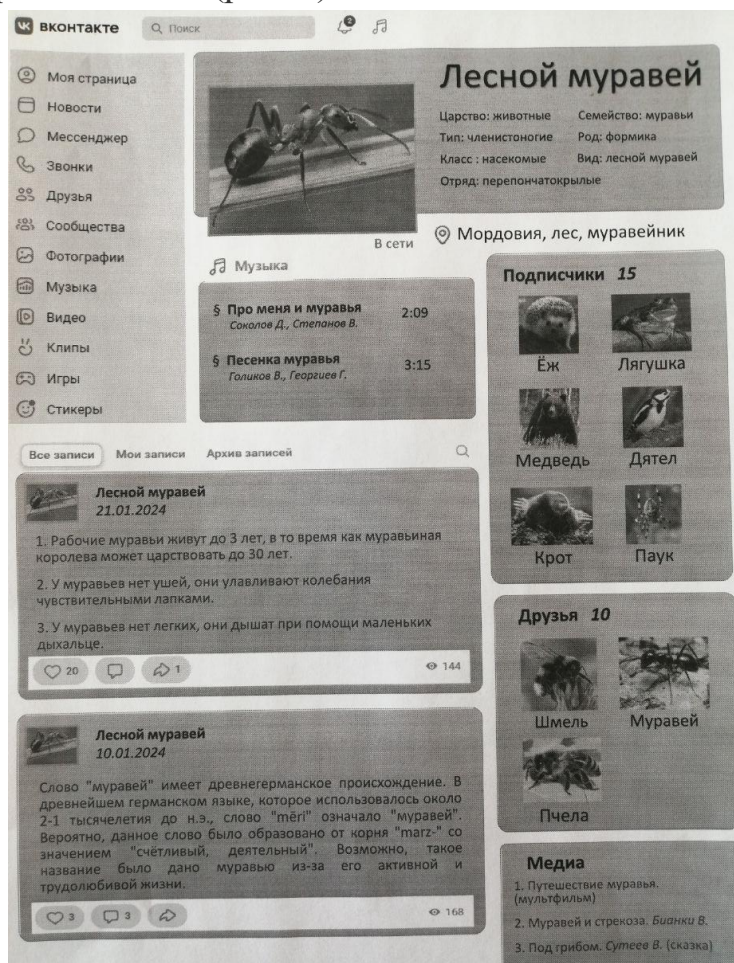 вконтакте
Поиск
2
Моя страница
Новости
Мессенджер
Звонки
Друзья
Сообщества
Фотографии
Музыка
Видео
Клипы
Игры
Стикеры
Лесной муравей
Царство: животные
Семейство: муравьи
Тип: членистоногие
Род: формика
Класс : насекомые
Вид: лесной муравей
Отряд: перепончатокрылые
В сети
Мордовия, лес, муравейник
Музыка
§ Про меня и муравья 2:09
Соколов Д., Степанов В.
§ Песенка муравья 3:15
Голиков В., Георгиев Г.
Подписчики 15
Ёж
Лягушка
Медведь
Дятел
Крот
Паук
Все записи
Мои записи
Архив записей
Лесной муравей
21.01.2024
1. Рабочие муравьи живут до 3 лет, в то время как муравьиная
королева может царствовать до 30 лет.
2. У муравьев нет ушей, они улавливают колебания
чувствительными лапками.
3. У муравьев нет легких, они дышат при помощи маленьких
дыхальце.
20
1
144
Друзья 10
Шмель
Муравей
Пчела
Лесной муравей
10.01.2024
Слово "муравей" имеет древнегерманское происхождение. В
древнейшем германском языке, которое использовалось около
2-1 тысячелетия до н.э., слово "mēri" означало "муравей".
Вероятно, данное слово было образовано от корня "marz-" со
значением "счётливый, деятельный". Возможно, такое
название было дано муравью из-за его активной и
трудолюбивой жизни.
3
3
168
Медиа
1. Путешествие муравья.
(мультфильм)
2. Муравей и стрекоза. Бианки В.
3. Под грибом. Сутеев В. (сказка)